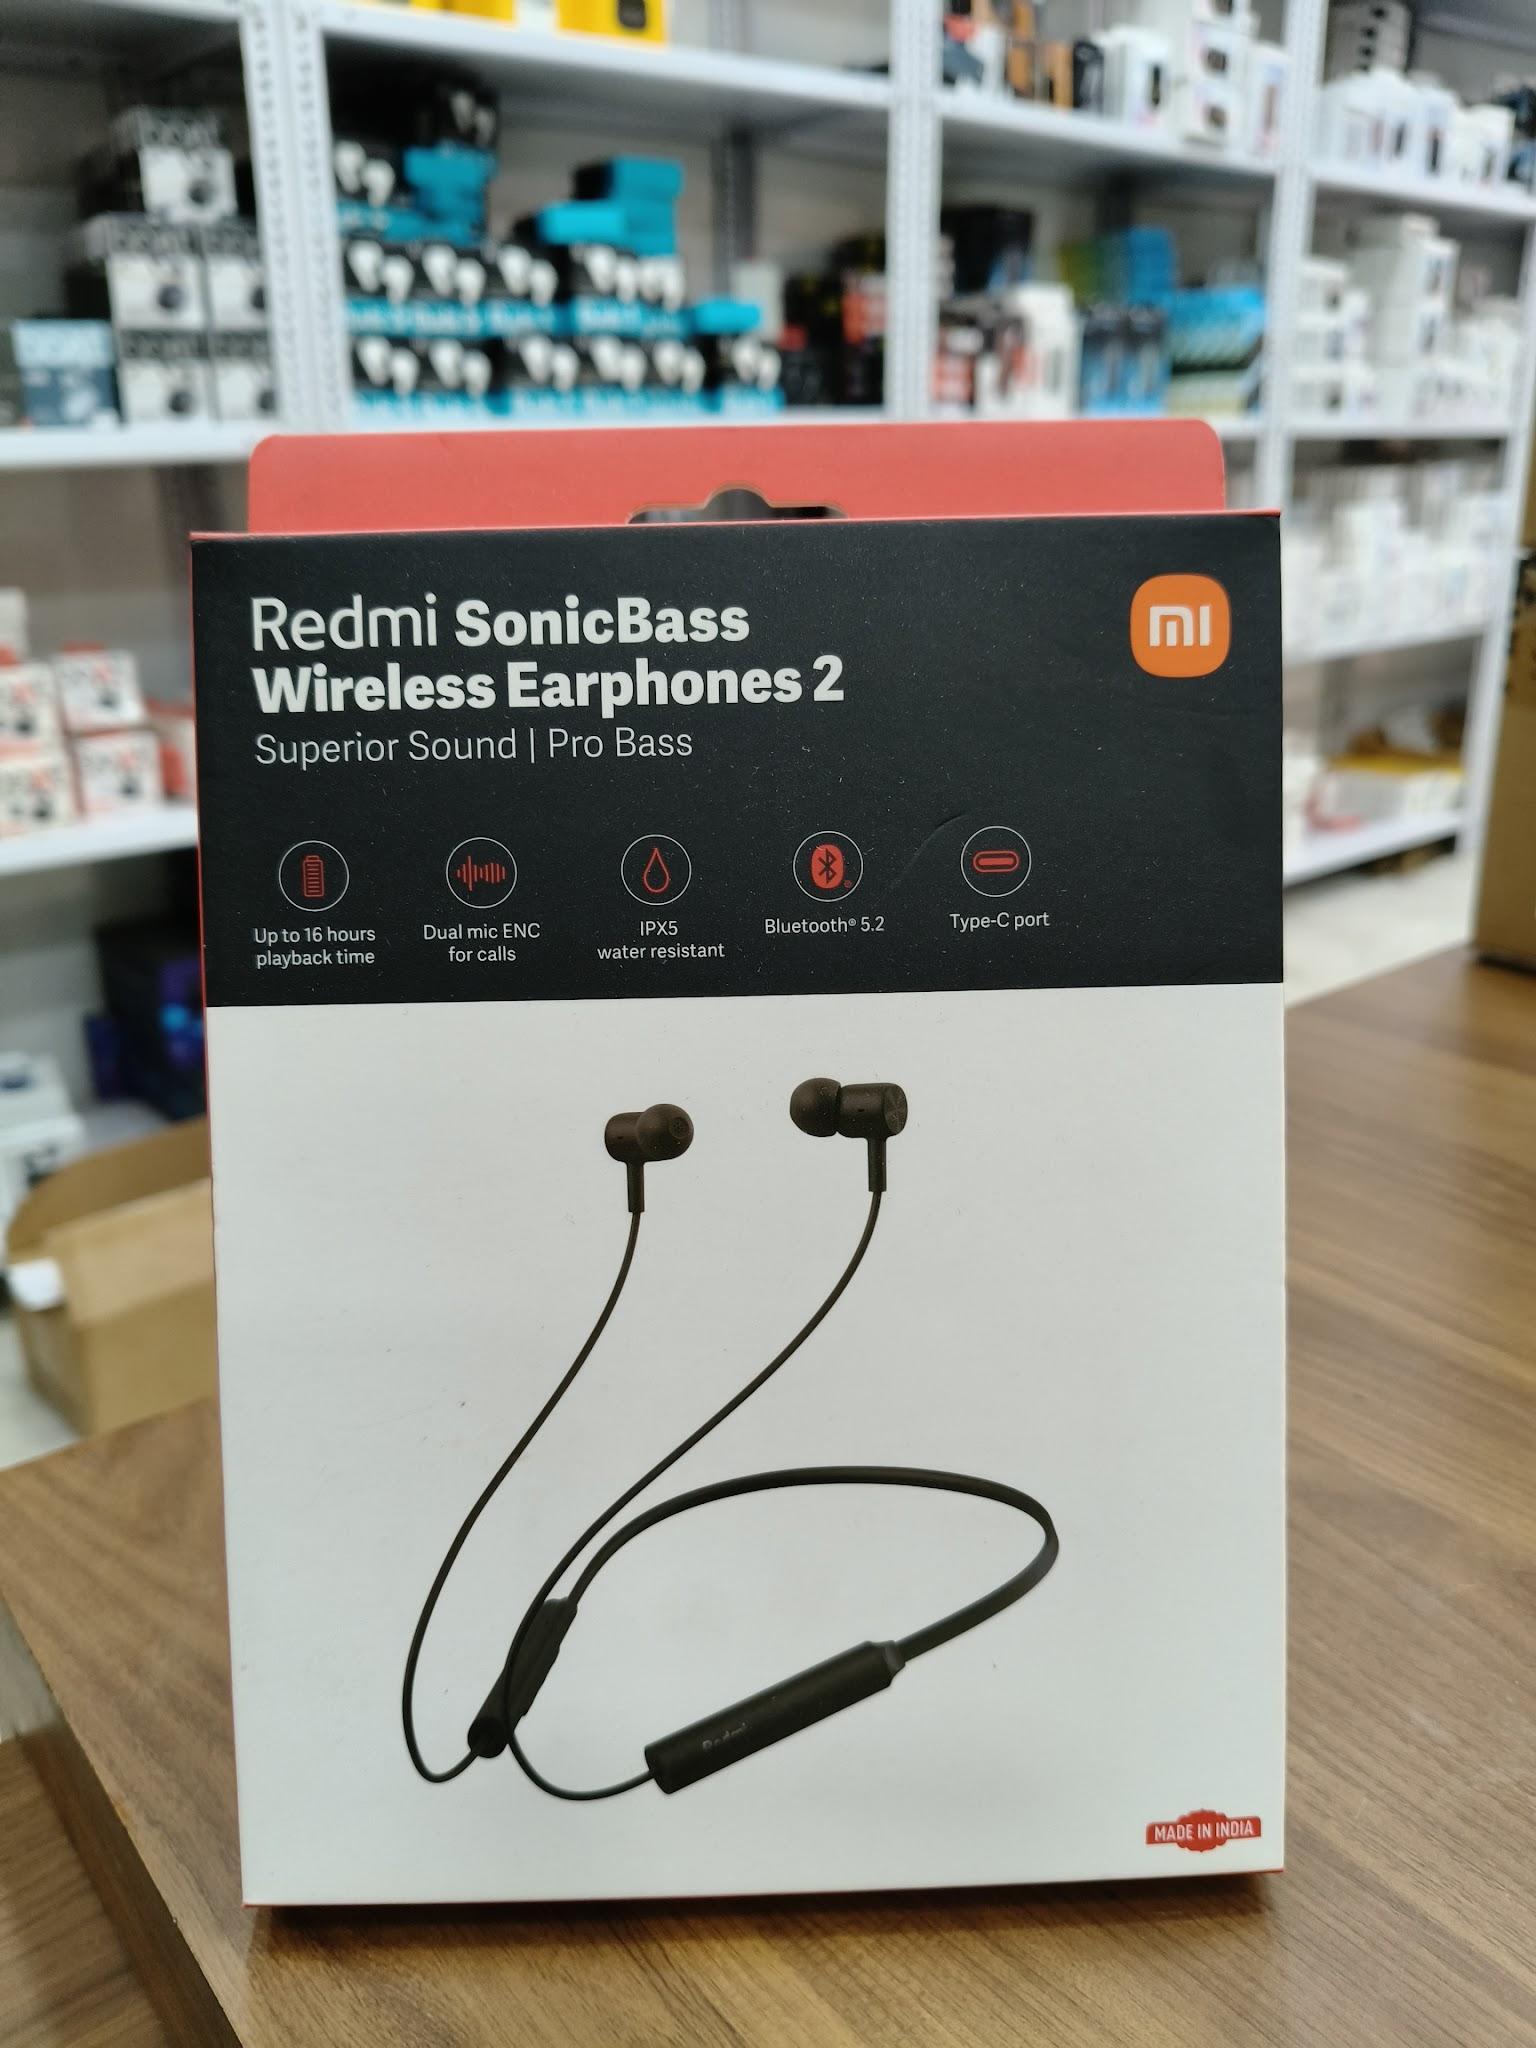 Redmi SonicBass
Wireless Earphones 2
Superior Sound | Pro Bass
mi
Up to 16 hours
playback time
Dual mic ENC
for calls
IPX5
water resistant
Bluetooth® 5.2
Type-C port
Redmi
MADE IN INDIA